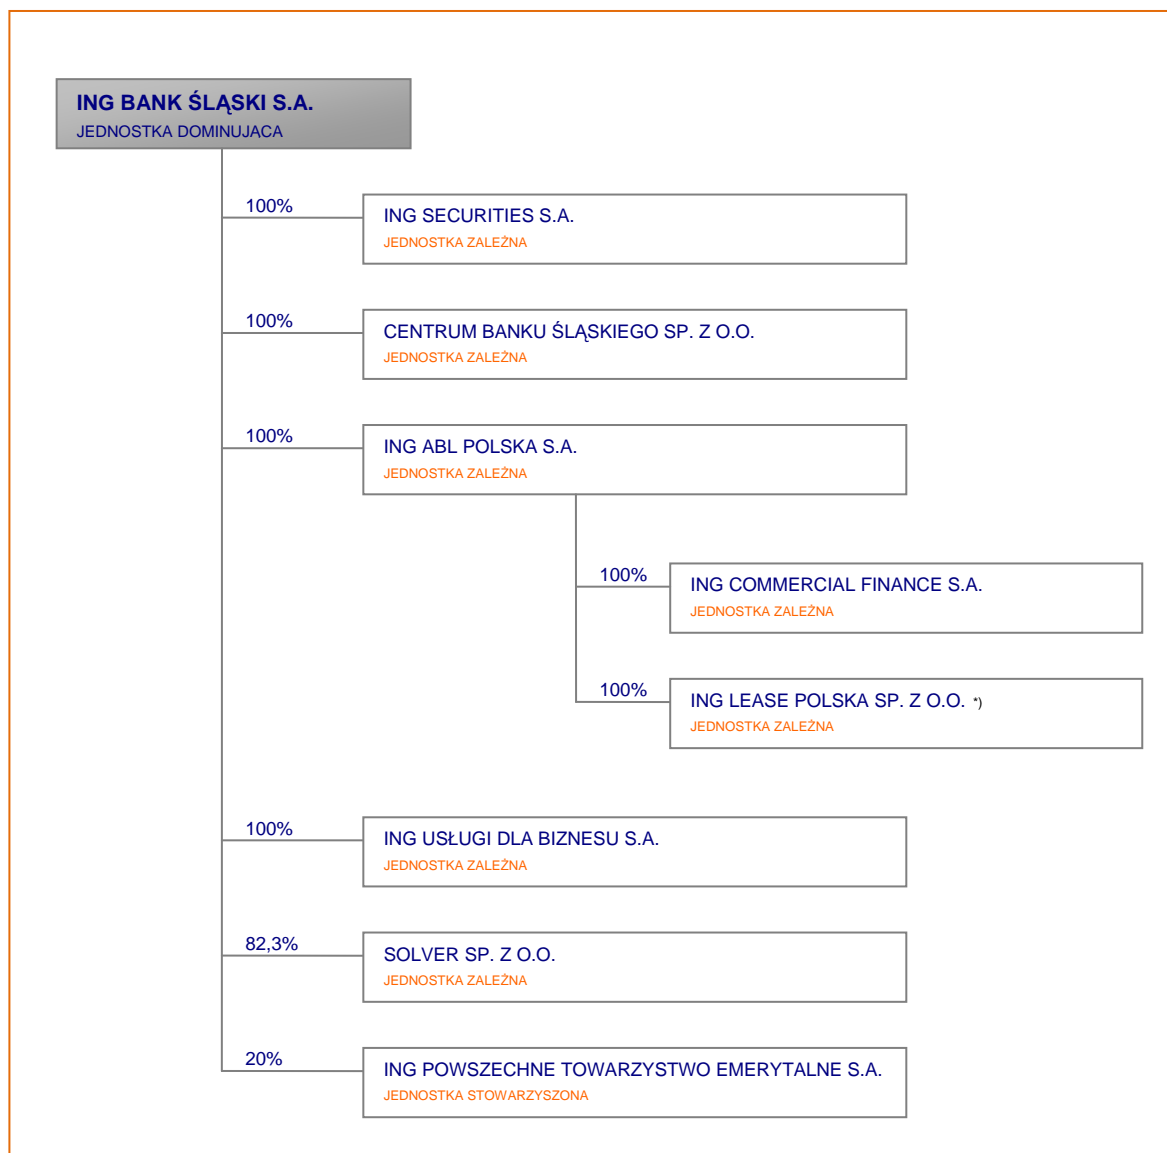 ING BANK ŚLĄSKI S.A.
JEDNOSTKA DOMINUJĄCA
100%
ING SECURITIES S.A.
JEDNOSTKA ZALEŻNA
100%
CENTRUM BANKU ŚLĄSKIEGO SP. Z O.O.
JEDNOSTKA ZALEŻNA
100%
ING ABL POLSKA S.A.
JEDNOSTKA ZALEŻNA
100%
ING COMMERCIAL FINANCE S.A.
JEDNOSTKA ZALEŻNA
100%
ING LEASE POLSKA SP. Z O.O. *)
JEDNOSTKA ZALEŻNA
100%
ING USŁUGI DLA BIZNESU S.A.
JEDNOSTKA ZALEŻNA
82,3%
SOLVER SP. Z O.O.
JEDNOSTKA ZALEŻNA
20%
ING POWSZECHNE TOWARZYSTWO EMERYTALNE S.A.
JEDNOSTKA STOWARZYSZONA